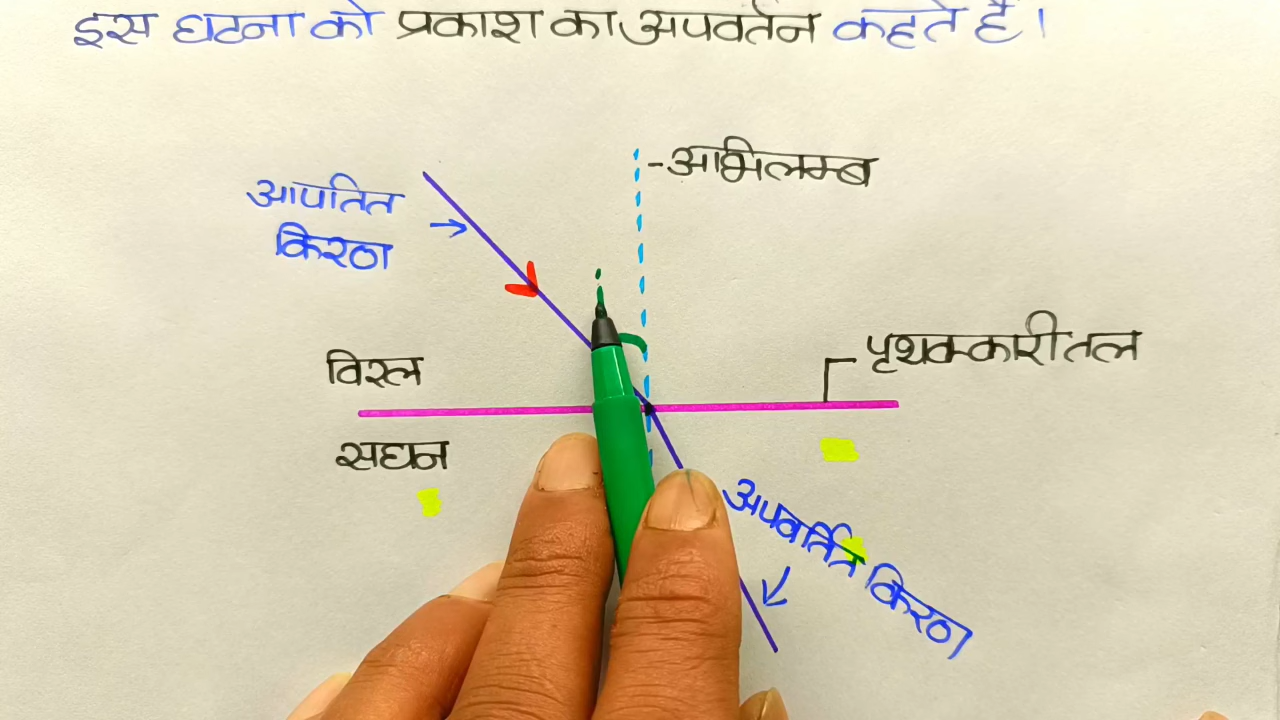 इस घटना को प्रकाश का अपवर्तन कहते हैं।
-अभिलम्ब
आपतित
किरण
i
विरल
पृथक्कारी तल
सघन
अपवर्तित किरण